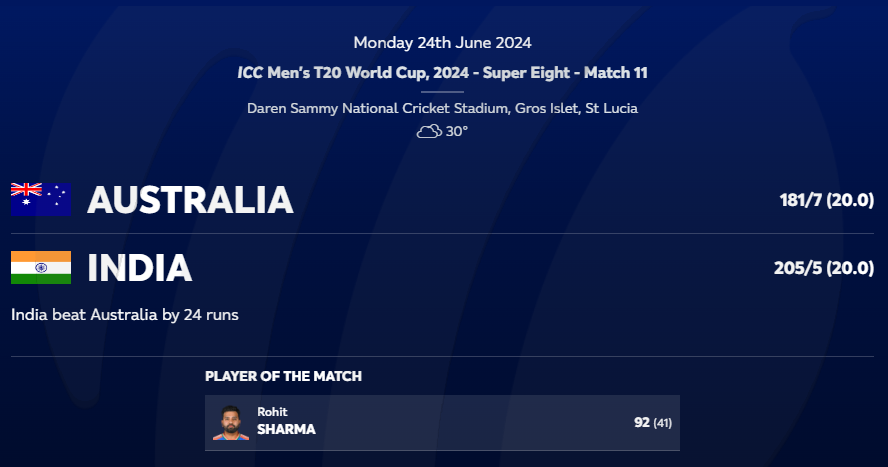 Monday 24th June 2024
ICC Men's T20 World Cup, 2024 - Super Eight - Match 11
Daren Sammy National Cricket Stadium, Gros Islet, St Lucia
30°
AUSTRALIA 181/7 (20.0)
INDIA 205/5 (20.0)
India beat Australia by 24 runs
PLAYER OF THE MATCH
Rohit
SHARMA 92 (41)